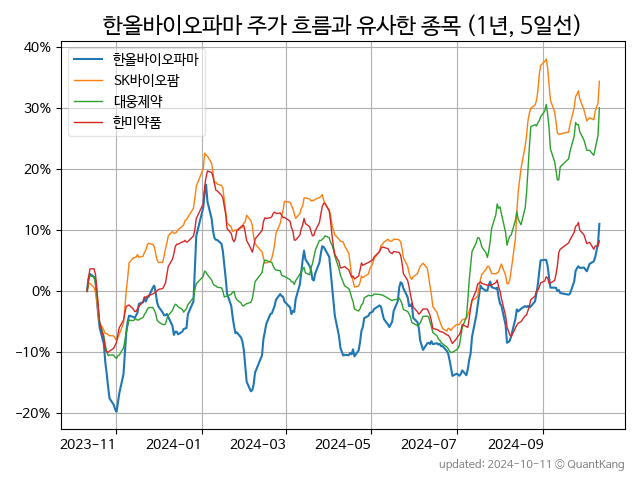 한올바이오파마 주가 흐름과 유사한 종목 (1년, 5일선)
한올바이오파마
SK바이오팜
대웅제약
한미약품
40%
30%
20%
10%
0%
−10%
−20%
2023-11
2024-01
2024-03
2024-05
2024-07
2024-09
updated: 2024-10-11 © QuantKang